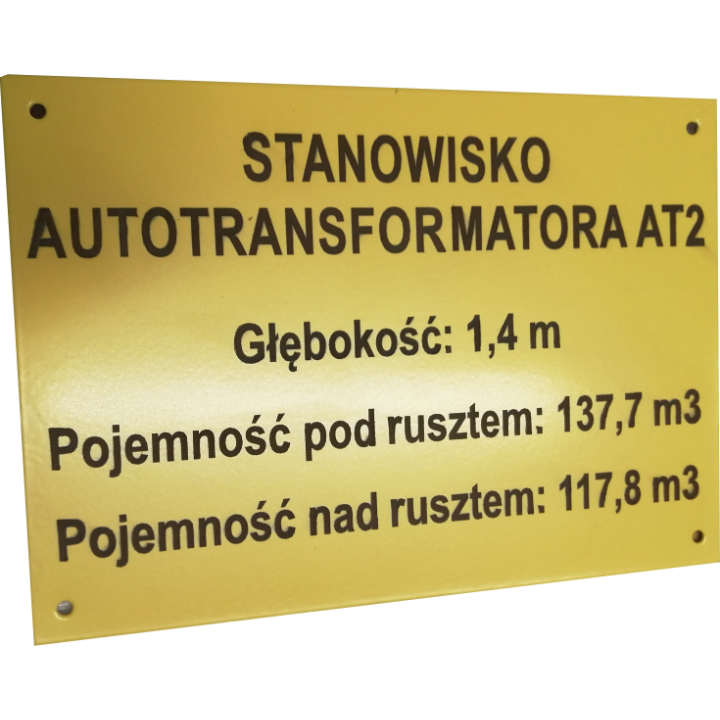 STANOWISKO
AUTOTRANSFORMATORA AT2
Głębokość: 1,4 m
Pojemność pod rusztem: 137,7 m3
Pojemność nad rusztem: 117,8 m3